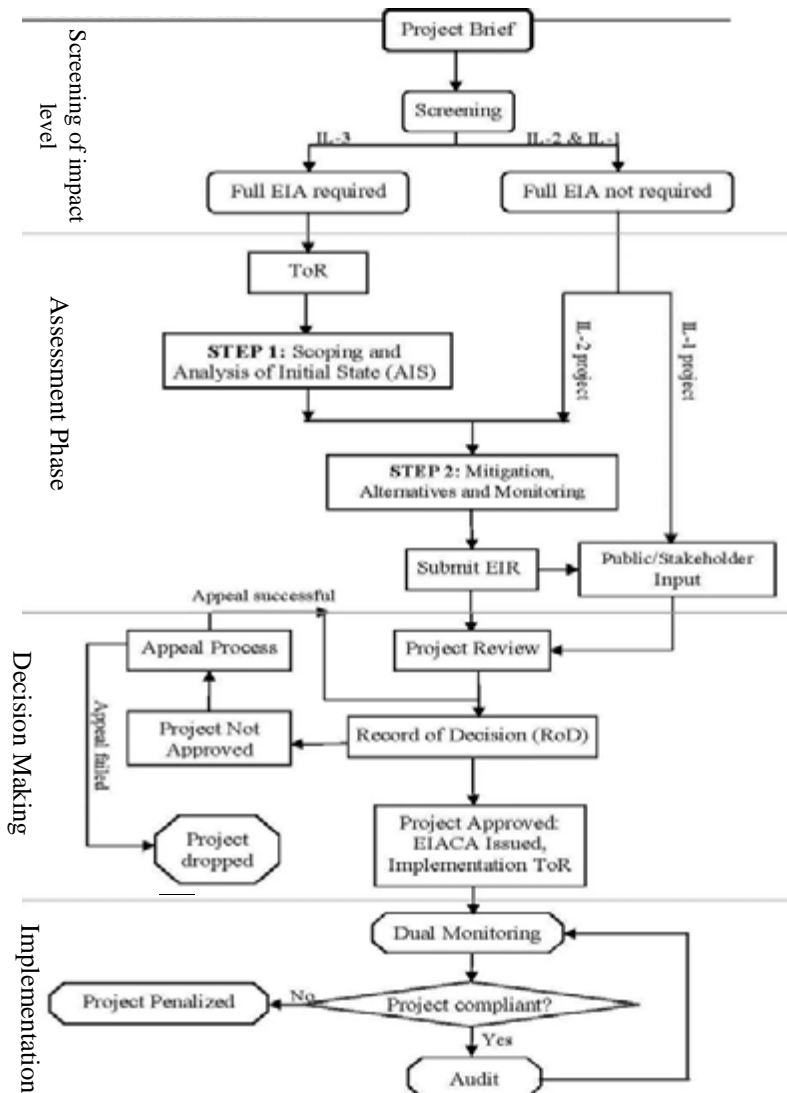 Screening of impact
level
Project Brief
Screening
IL-3
IL-2 & IL-1
Full EIA required
Full EIA not required
Assessment Phase
ToR
STEP 1: Scoping and
Analysis of Initial State (AIS)
IL-2 project
IL-1 project
STEP 2: Mitigation,
Alternatives and Monitoring
Submit EIR
Public/Stakeholder
Input
Decision Making
Appeal successful
Appeal Process
Project Review
Appeal failed
Project Not
Approved
Record of Decision (RoD)
Project
dropped
Project Approved:
EIACA Issued,
Implementation ToR
Implementation
Dual Monitoring
Project Penalized
No
Project compliant?
Yes
Audit